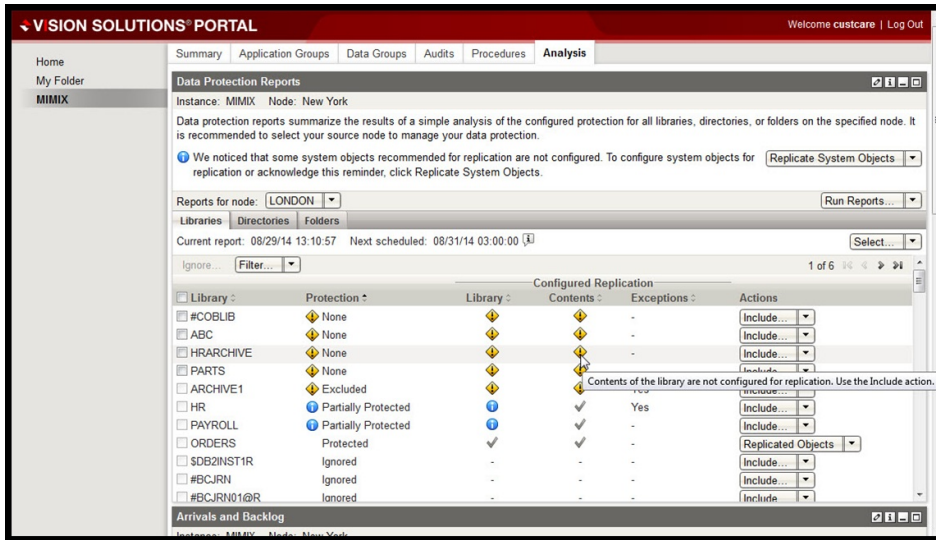 VISION SOLUTIONS® PORTAL
Welcome custcare | Log Out
Home
My Folder
MIMIX
Summary Application Groups Data Groups Audits Procedures Analysis
Data Protection Reports
Instance: MIMIX Node: New York
Data protection reports summarize the results of a simple analysis of the configured protection for all libraries, directories, or folders on the specified node. It
is recommended to select your source node to manage your data protection.
We noticed that some system objects recommended for replication are not configured. To configure system objects for
replication or acknowledge this reminder, click Replicate System Objects.
Replicate System Objects
Reports for node: LONDON Run Reports...
Libraries Directories Folders
Current report: 08/29/14 13:10:57 Next scheduled: 08/31/14 03:00:00 Select...
Ignore... Filter... 1 of 6
Configured Replication
Library Protection Library Contents Exceptions Actions
#COBLIB None - Include...
ABC None - Include...
HRARCHIVE None - Include...
PARTS None
Contents of the library are not configured for replication. Use the Include action.
ARCHIVE1 Excluded
HR Partially Protected Yes Include...
PAYROLL Partially Protected - Include...
ORDERS Protected - Replicated Objects
$DB2INST1R Ignored - - - Include...
#BCJRN Ignored - - - Include...
#BCJRN01@R Ignored - - - Include
Arrivals and Backlog
Instance: MIMIX Node: New York